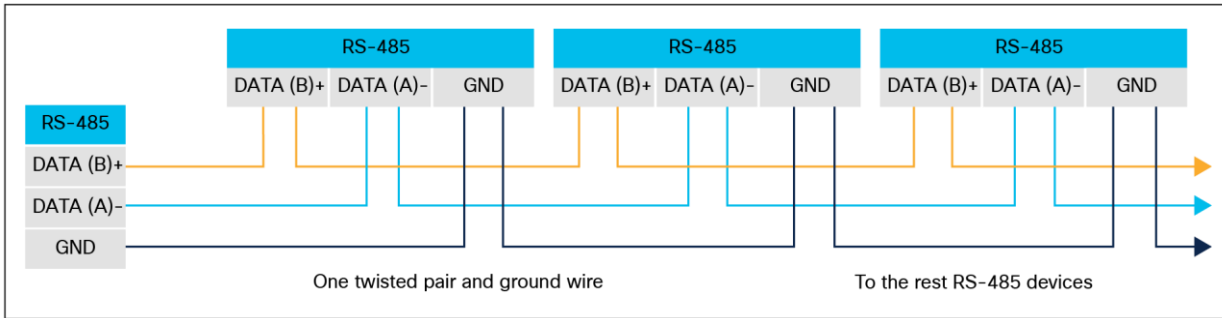 RS-485 RS-485 RS-485
DATA (B)+ DATA (A)- GND DATA (B)+ DATA (A)- GND DATA (B)+ DATA (A)- GND
RS-485
DATA (B)+
DATA (A)-
GND
One twisted pair and ground wire To the rest RS-485 devices